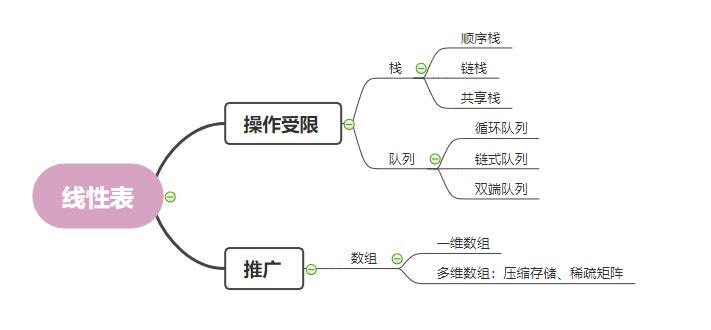 线性表
操作受限
栈
顺序栈
链栈
共享栈
队列
循环队列
链式队列
双端队列
推广
数组
一维数组
多维数组：压缩存储、稀疏矩阵